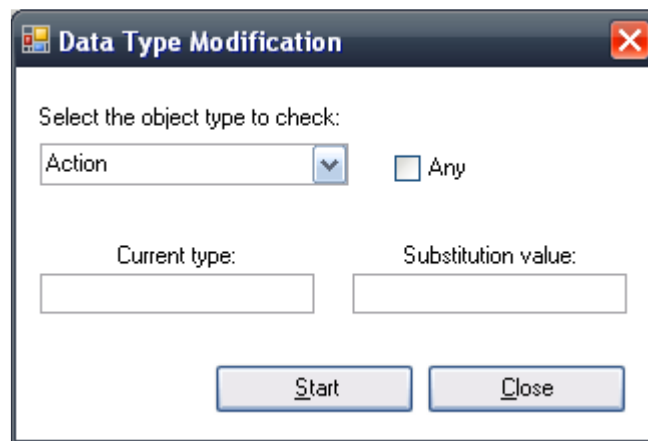 Data Type Modification
Select the object type to check:
Action
Any
Current type:
Substitution value:
Start
Close